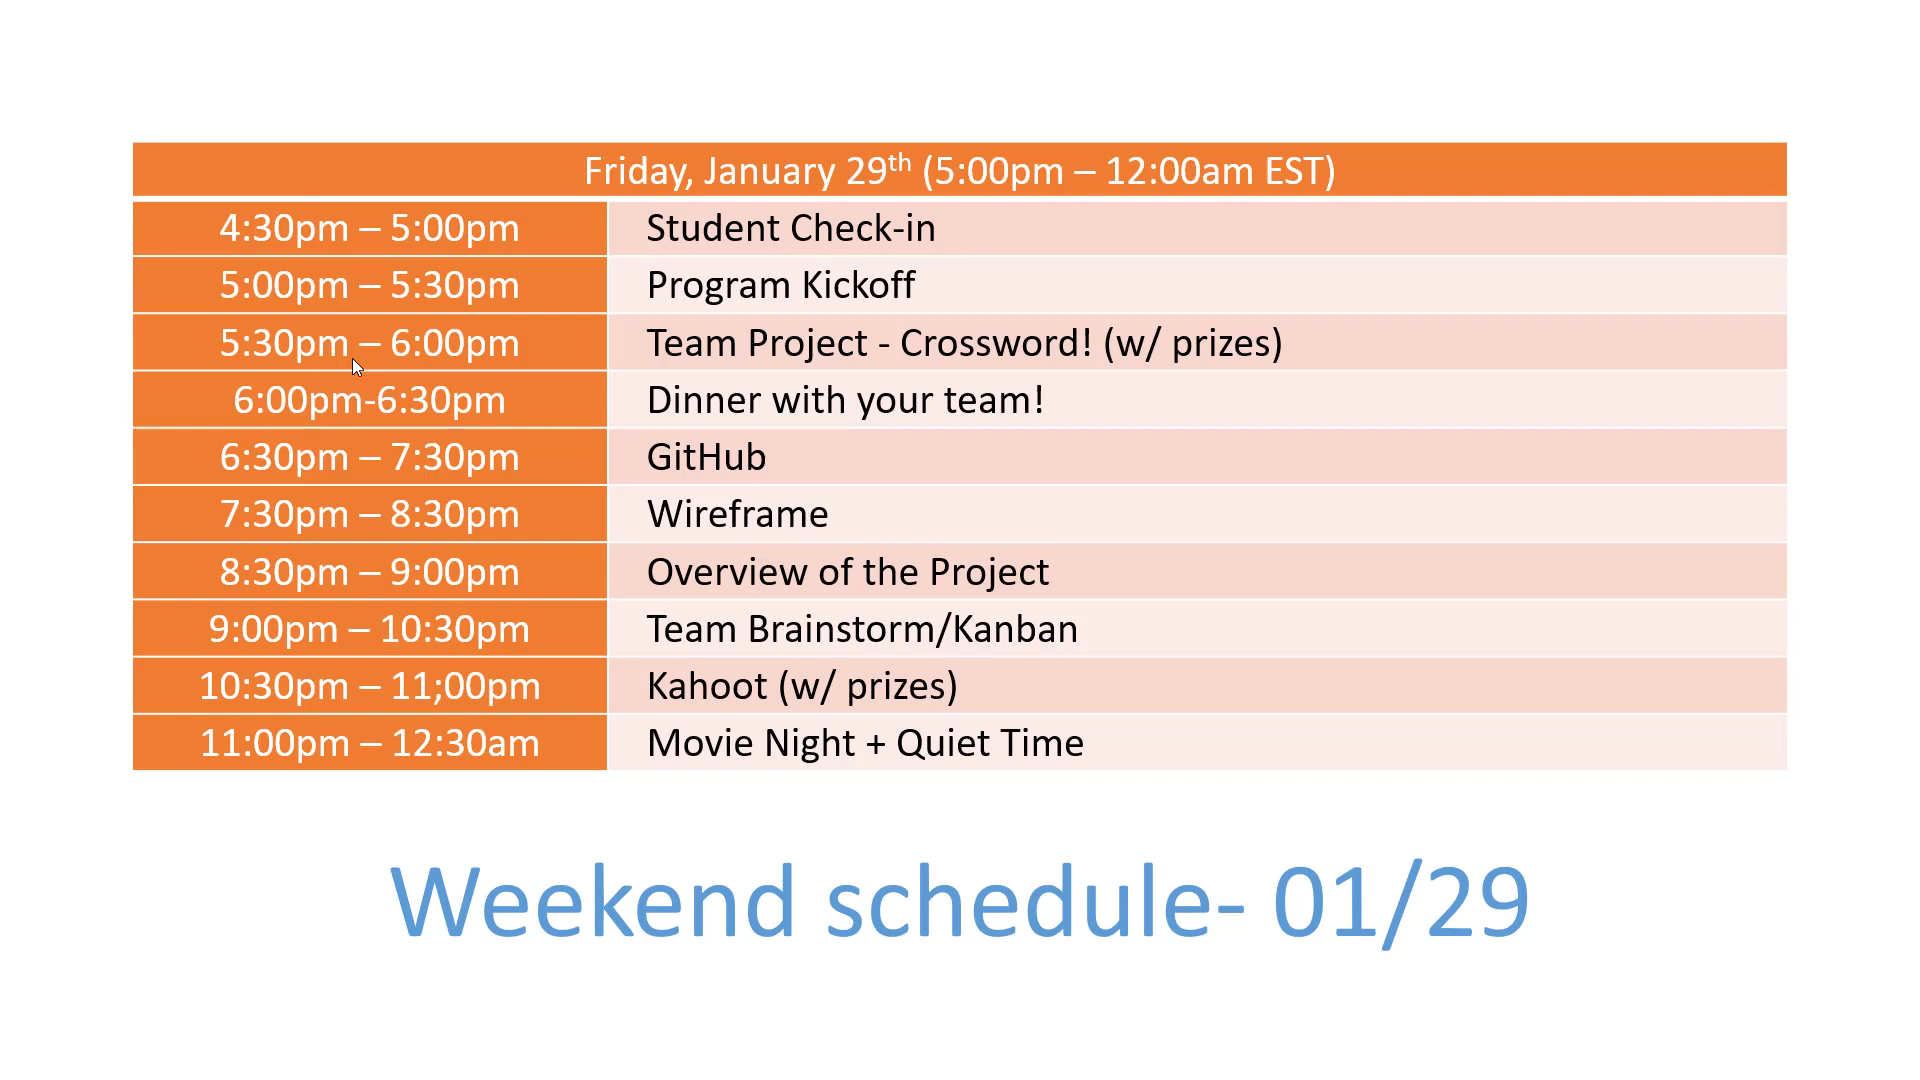 Friday, January 29th (5:00pm – 12:00am EST)
4:30pm – 5:00pm Student Check-in
5:00pm – 5:30pm Program Kickoff
5:30pm – 6:00pm Team Project - Crossword! (w/ prizes)
6:00pm-6:30pm Dinner with your team!
6:30pm – 7:30pm GitHub
7:30pm – 8:30pm Wireframe
8:30pm – 9:00pm Overview of the Project
9:00pm – 10:30pm Team Brainstorm/Kanban
10:30pm – 11;00pm Kahoot (w/ prizes)
11:00pm – 12:30am Movie Night + Quiet Time
Weekend schedule- 01/29